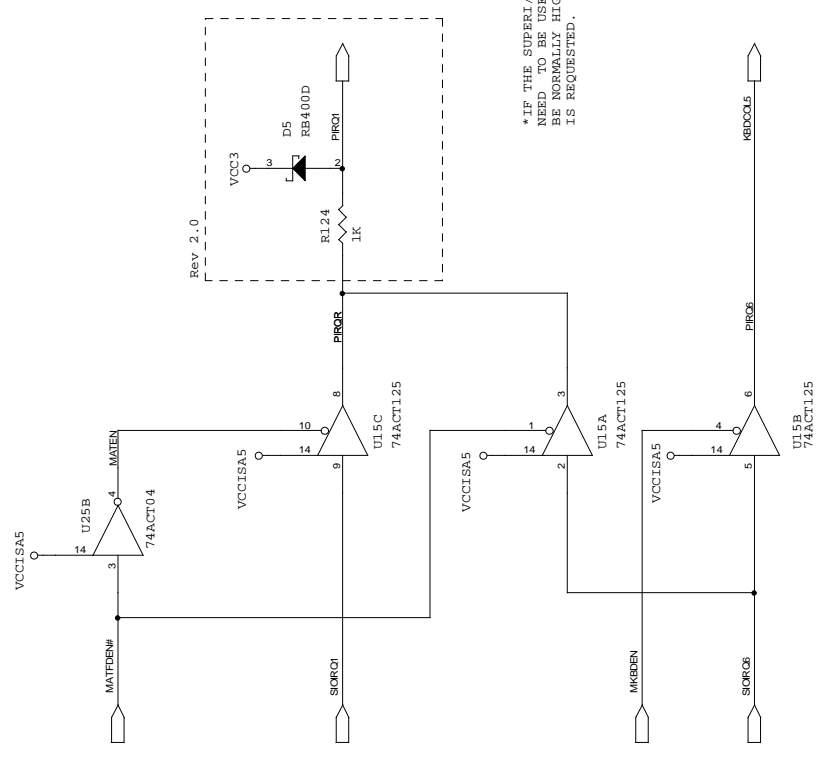 *IF THE SUPERI/
NEED TO BE USE
BE NORMALLY HIG
IS REQUESTED.
Rev 2.0
VCC3
3
D5
RB400D
2
PIRQ1
R124
1K
VCCISA5
14
U25B
3
4
74ACT04
MATEN
MATFDEN#
PIRQR
VCCISA5
14
10
9
8
U15C
74ACT125
SIOIRQ1
VCCISA5
14
1
2
3
U15A
74ACT125
MKBDEN
VCCISA5
14
4
5
6
U15B
74ACT125
SIOIRQ6
PIRQ6
KBDCOL5